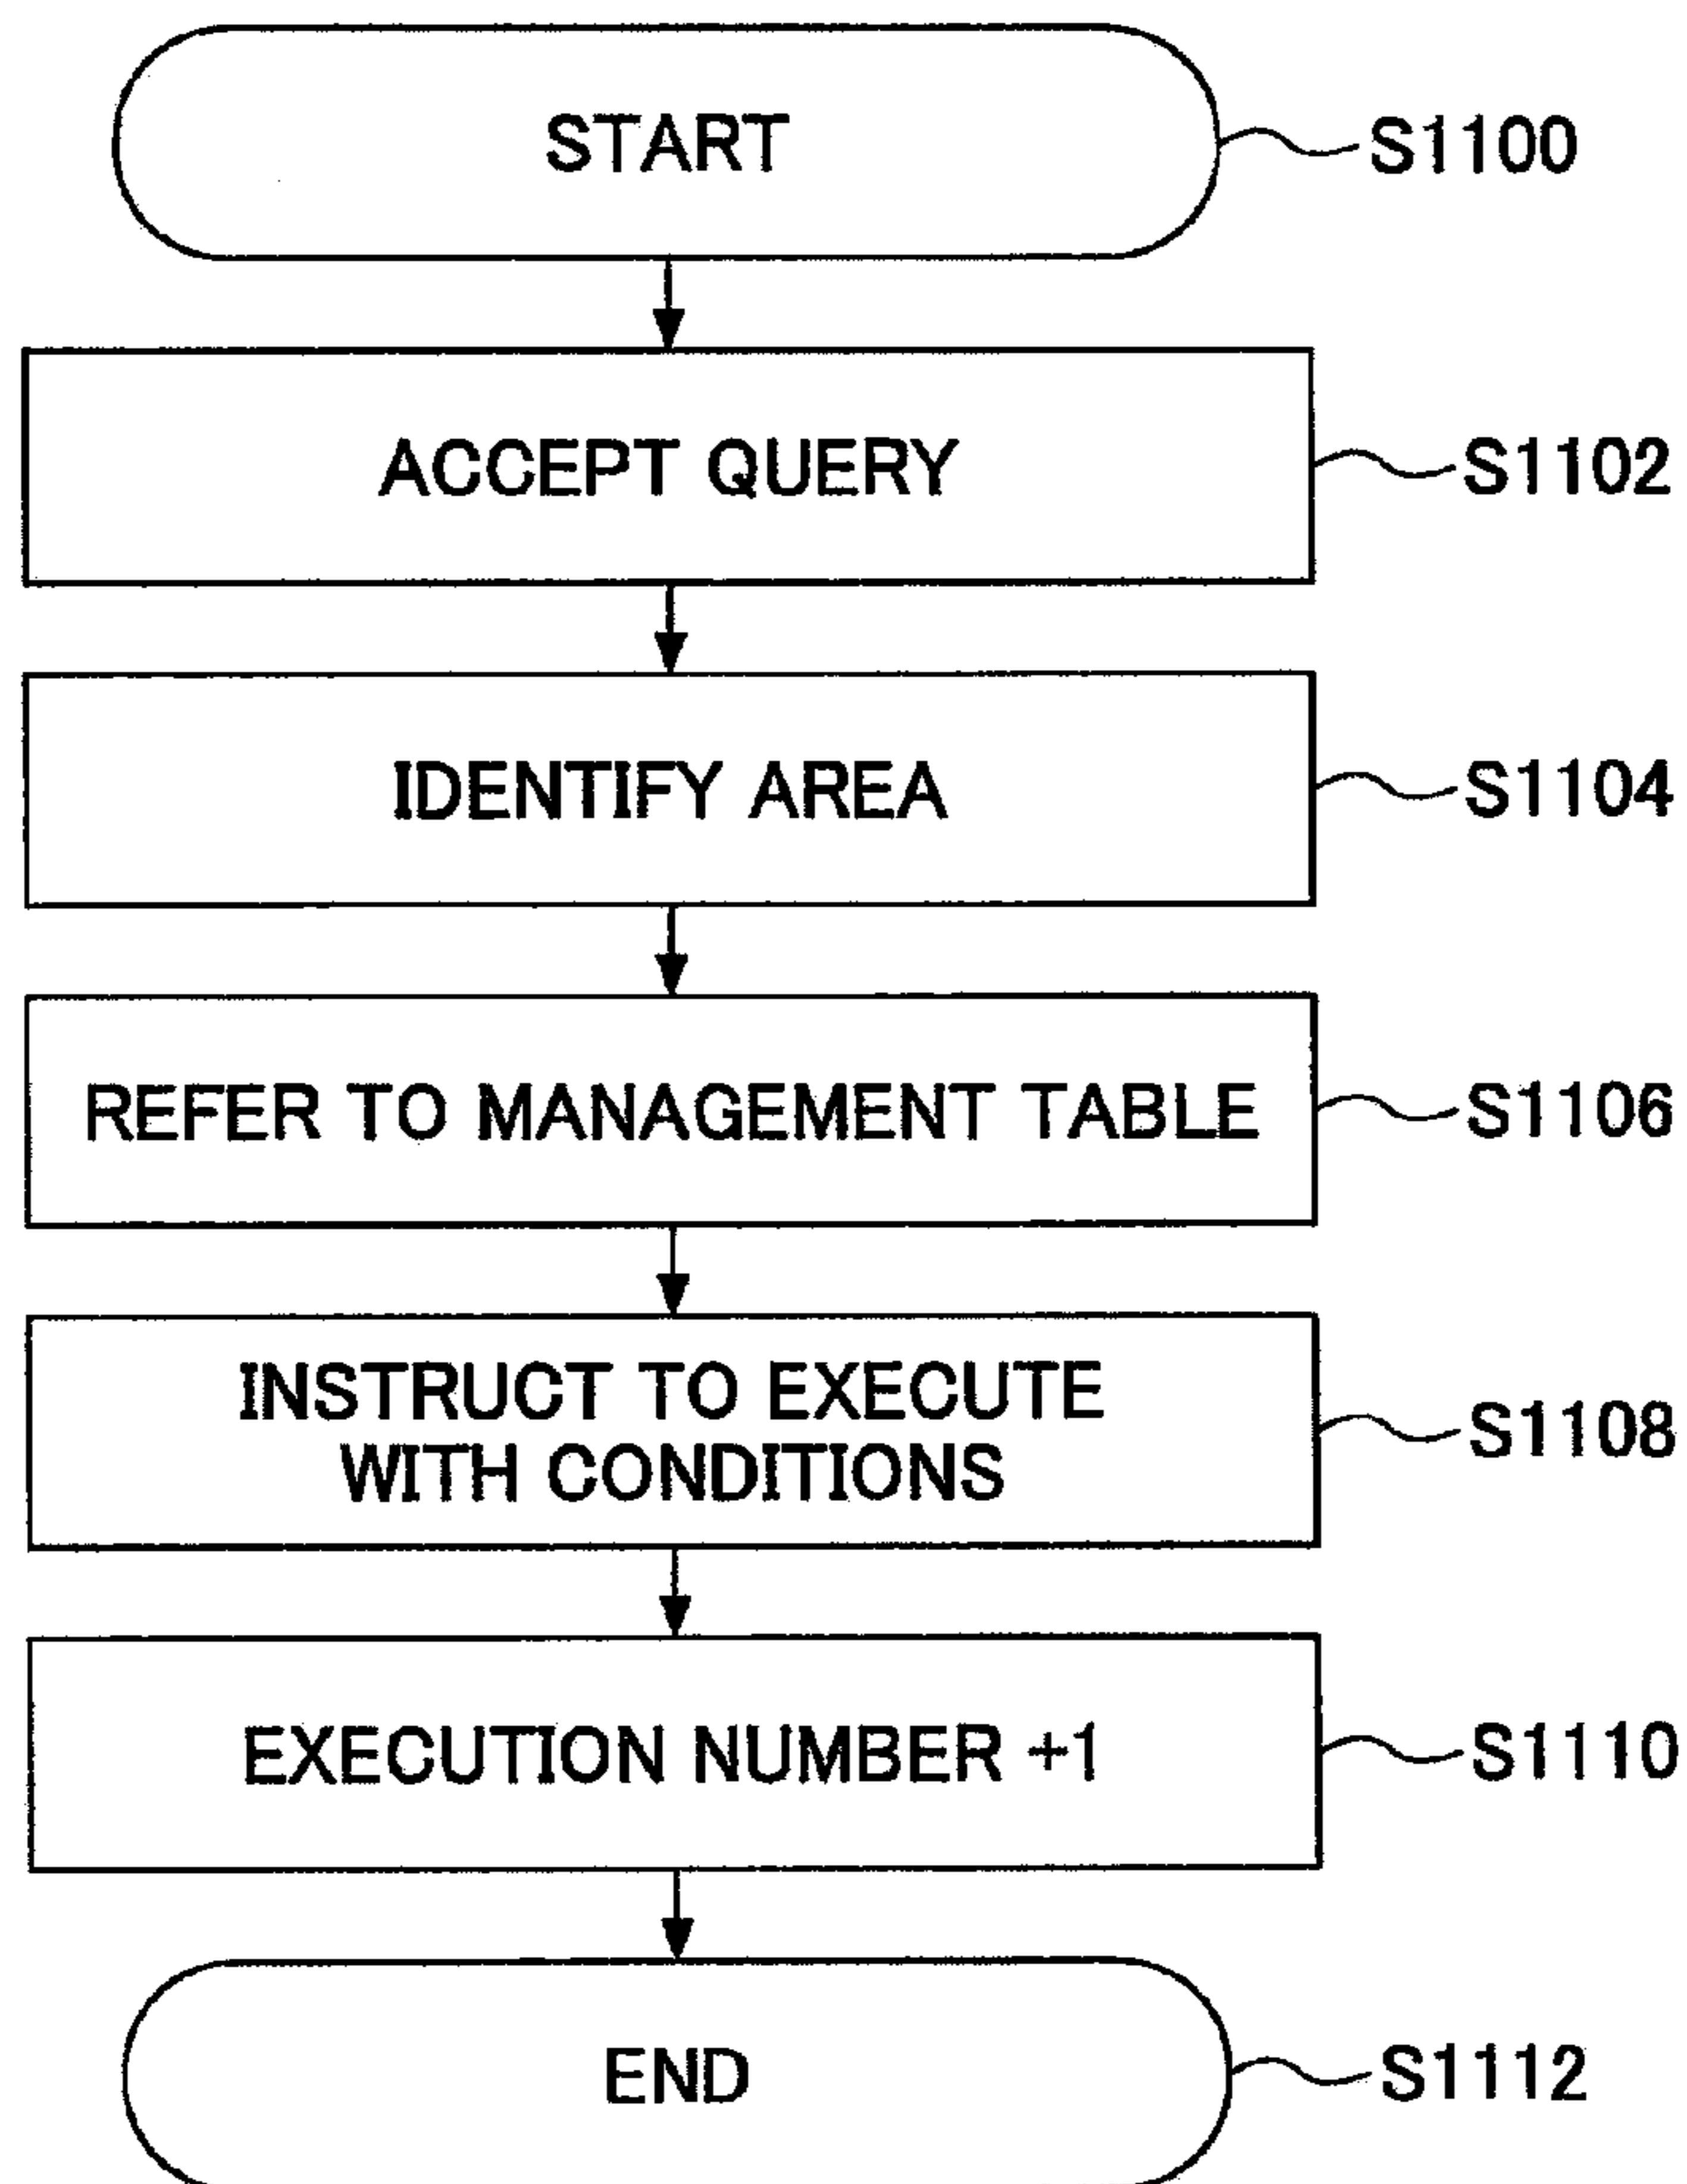 START
S1100
ACCEPT QUERY
S1102
IDENTIFY AREA
S1104
REFER TO MANAGEMENT TABLE
S1106
INSTRUCT TO EXECUTE
WITH CONDITIONS
S1108
EXECUTION NUMBER +1
S1110
END
S1112